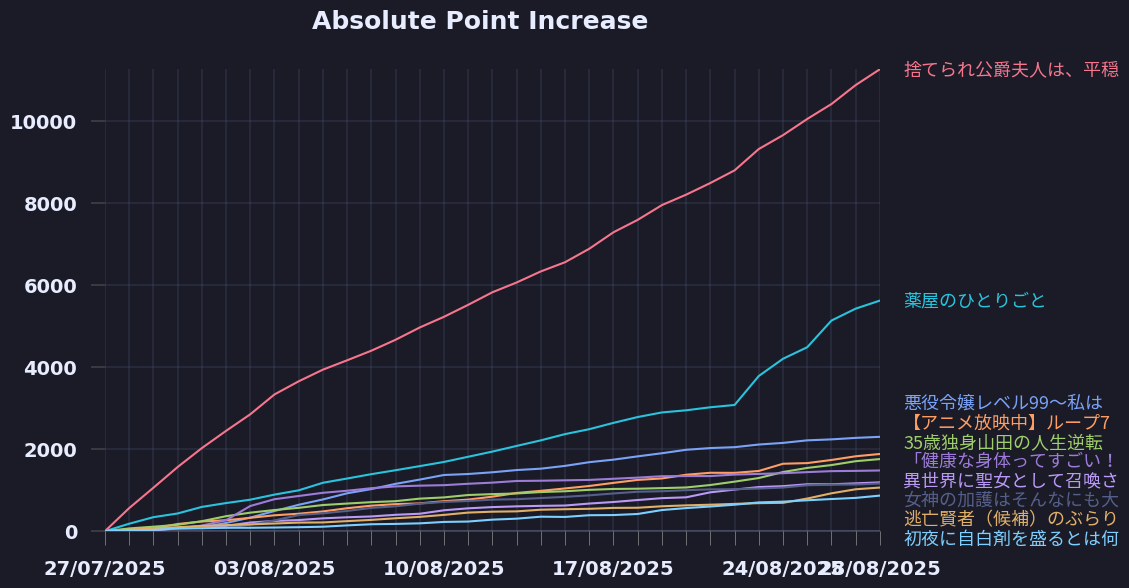 Absolute Point Increase
10000
8000
6000
4000
2000
0
27/07/2025
03/08/2025
10/08/2025
17/08/2025
24/08/2025
28/08/2025
捨てられ公爵夫人は、平穏
薬屋のひとりごと
悪役令嬢レベル99～私は
【アニメ放映中】ループ7
35歳独身山田の人生逆転
「健康な身体ってすごい！
異世界に聖女として召喚さ
女神の加護はそんなにも大
逃亡賢者（候補）のぶらり
初夜に自白剤を盛るとは何